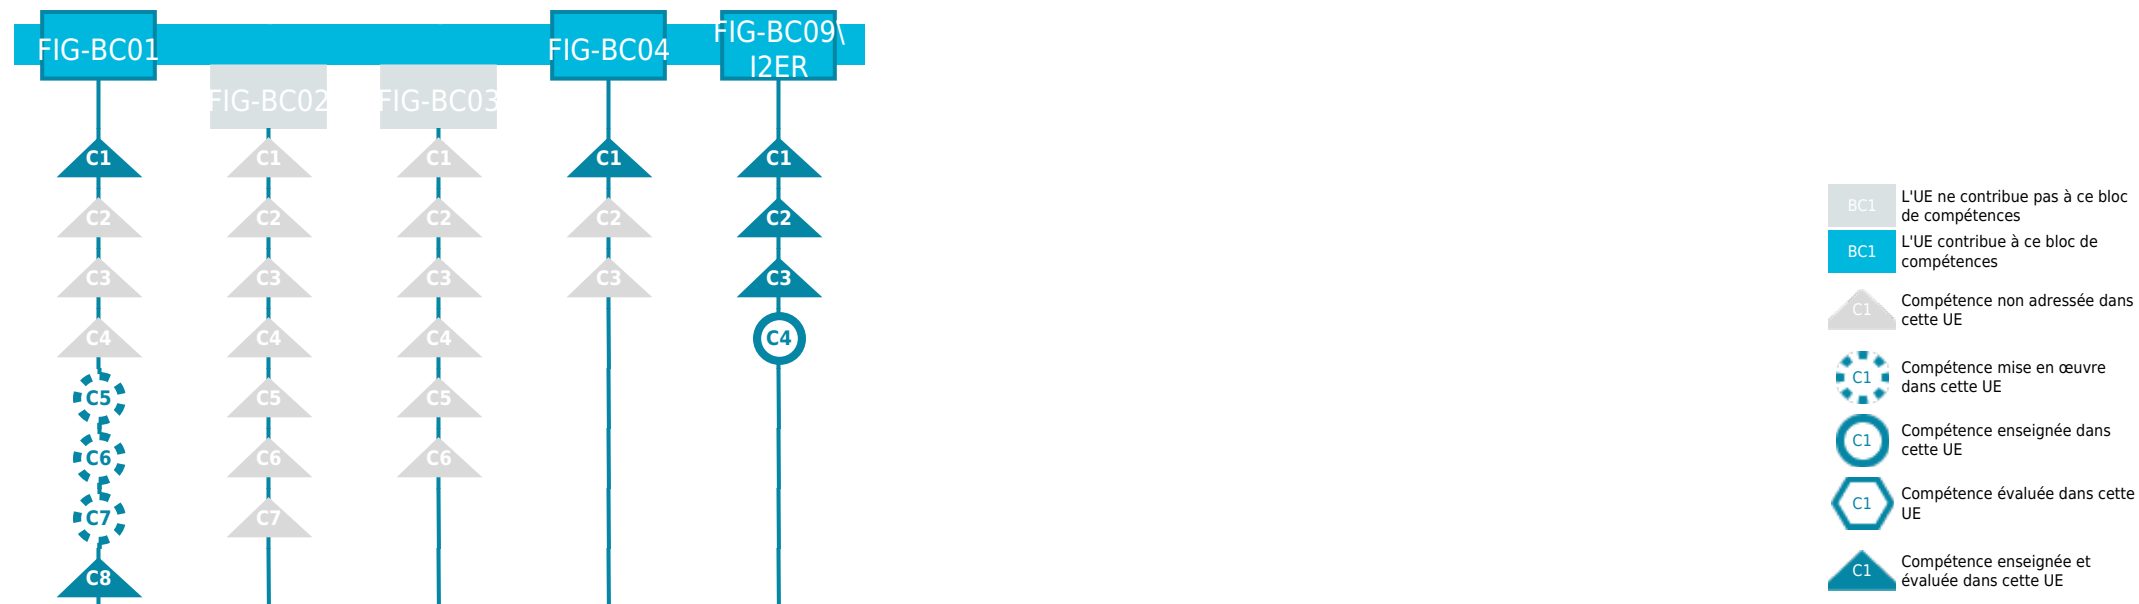 FIG-BC01
FIG-BC02
FIG-BC03
FIG-BC04
FIG-BC09\
I2ER
C1
C2
C3
C4
C5
C6
C7
C8
C1
C2
C3
C4
C5
C6
C7
C1
C2
C3
C4
C5
C6
C1
C2
C3
C1
C2
C3
C4
BC1
L'UE ne contribue pas à ce bloc
de compétences
BC1
L'UE contribue à ce bloc de
compétences
C1
Compétence non adressée dans
cette UE
C1
Compétence mise en œuvre
dans cette UE
C1
Compétence enseignée dans
cette UE
C1
Compétence évaluée dans cette
UE
C1
Compétence enseignée et
évaluée dans cette UE